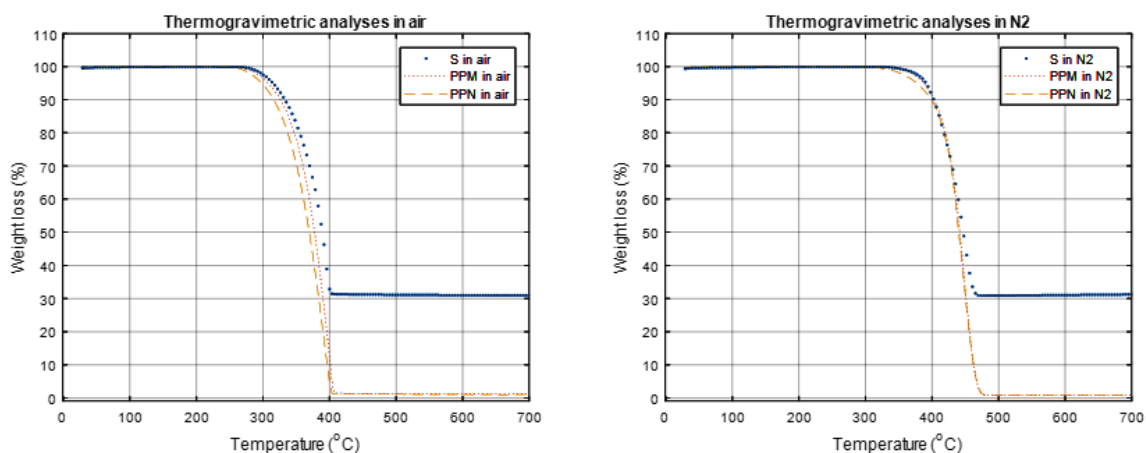 Thermogravimetric analyses in air
110
100
90
80
70
60
50
40
30
20
10
0
Weight loss (%)
S in air
PPM in air
PPN in air
0 100 200 300 400 500 600 700
Temperature (°C)
Thermogravimetric analyses in N2
110
100
90
80
70
60
50
40
30
20
10
0
Weight loss (%)
S in N2
PPM in N2
PPN in N2
0 100 200 300 400 500 600 700
Temperature (°C)